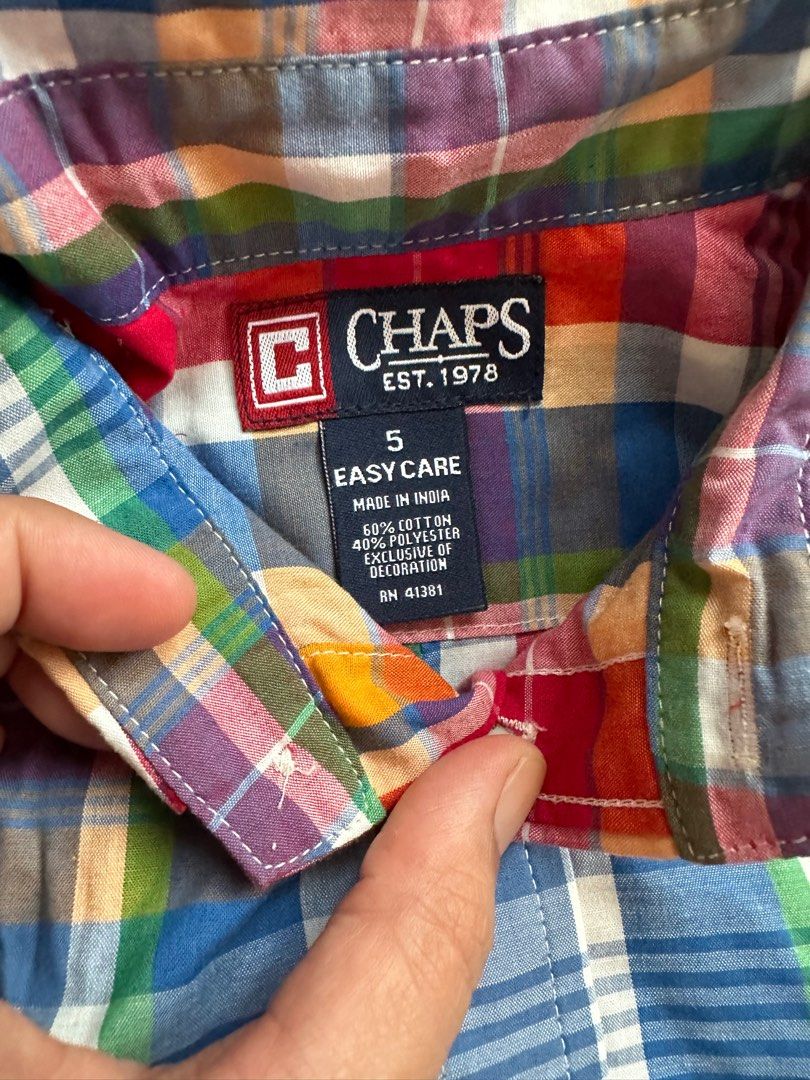 C
CHAPS
EST. 1978
5
EASY CARE
MADE IN INDIA
60% COTTON
40% POLYESTER
EXCLUSIVE OF
DECORATION
RN 41381